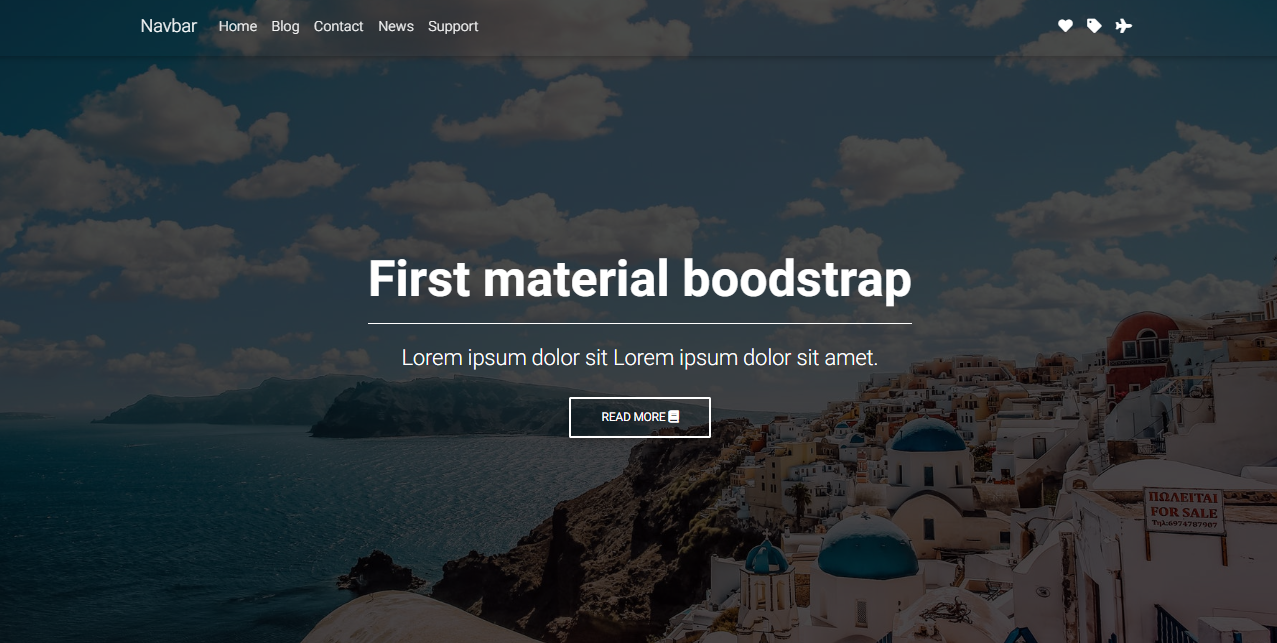 Navbar Home Blog Contact News Support
First material boodstrap
Lorem ipsum dolor sit Lorem ipsum dolor sit amet.
READ MORE
ΠΩΛΕΙΤΑΙ
FOR SALE
Τηλ:6974787907